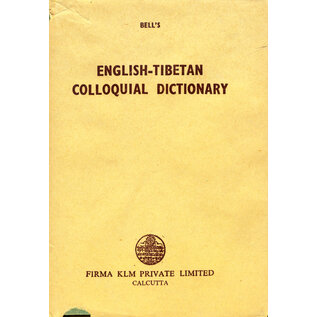 BELL'S
ENGLISH-TIBETAN
COLLOQUIAL DICTIONARY
FIRMA KLM PRIVATE LIMITED
CALCUTTA